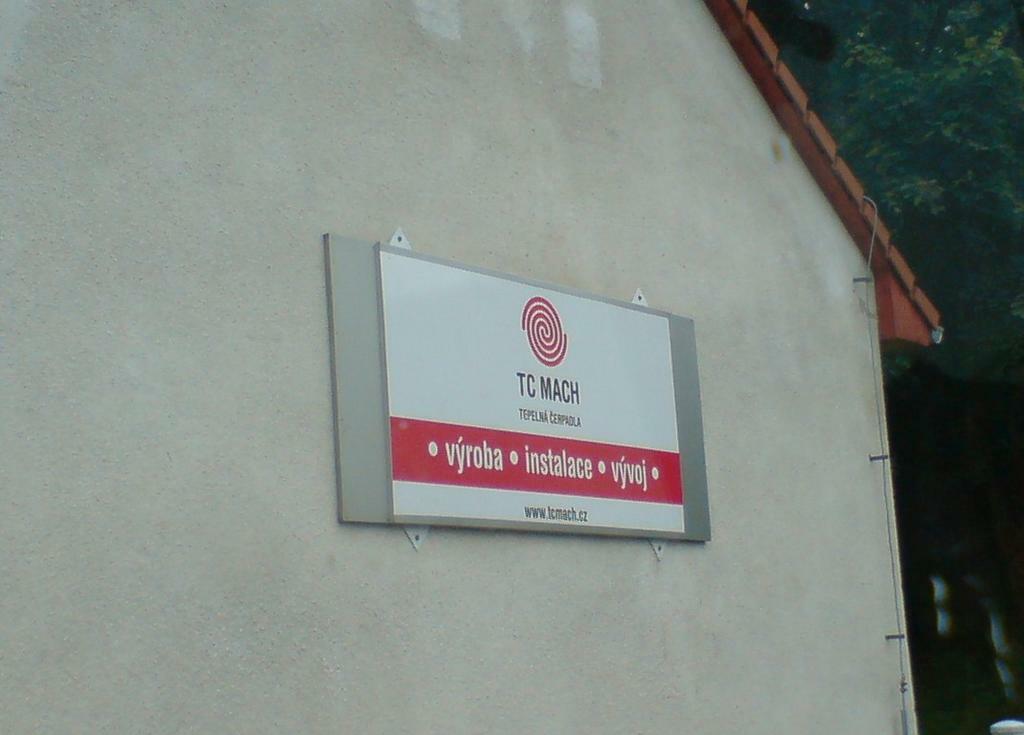 TC MACH
TEPELNÁ ČERPADLA
• výroba • instalace • vývoj •
www.tcmach.cz